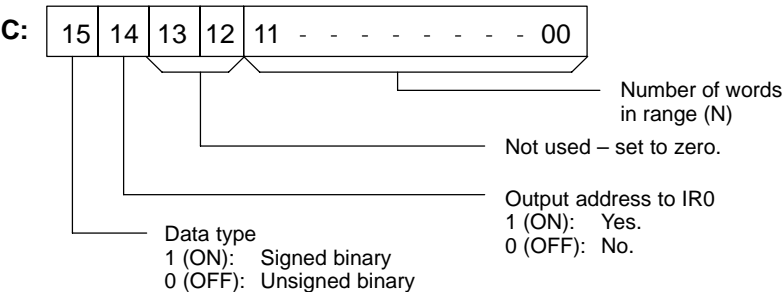 C: 15 14 13 12 11 - - - - - - - - 00
Number of words
in range (N)
Not used – set to zero.
Output address to IR0
1 (ON): Yes.
0 (OFF): No.
Data type
1 (ON): Signed binary
0 (OFF): Unsigned binary